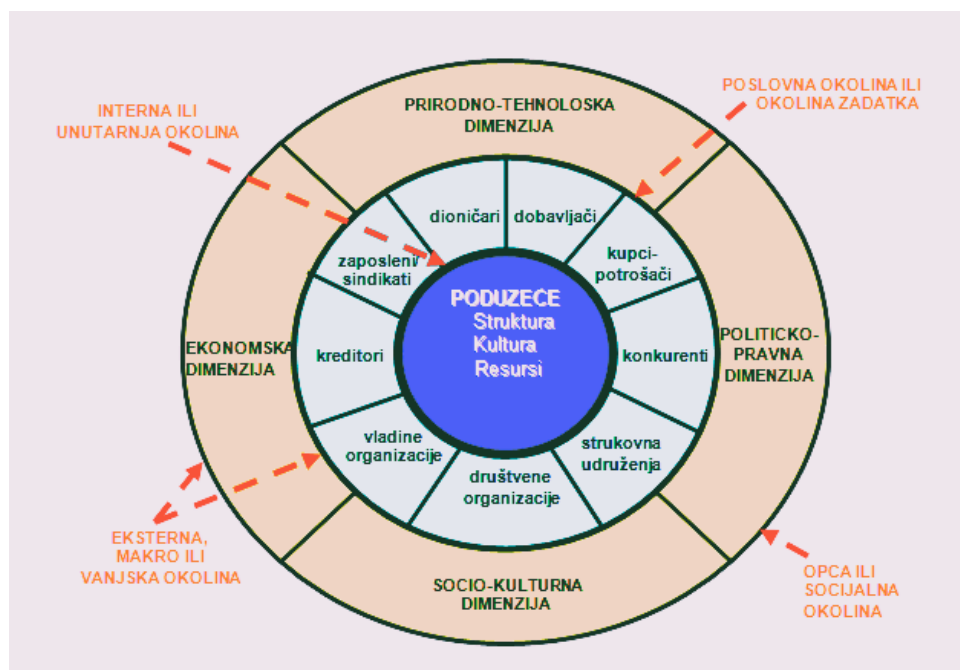 INTERNA ILI
UNUTARNJA OKOLINA
PRIRODNO-TEHNOLOSKA
DIMENZIJA
POSLOVNA OKOLINA ILI
OKOLINA ZADATKA
dioničari
dobavljači
zaposleni/
sindikati
kupci-
potrošači
PODUZECE
Struktura
Kultura
Resursi
EKONOMSKA
DIMENZIJA
kreditori
konkurenti
POLITICKO-
PRAVNA
DIMENZIJA
vladine
organizacije
strukovna
udruženja
društvene
organizacije
EKSTERNA,
MAKRO ILI
VANJSKA OKOLINA
SOCIO-KULTURNA
DIMENZIJA
OPCA ILI
SOCIJALNA
OKOLINA